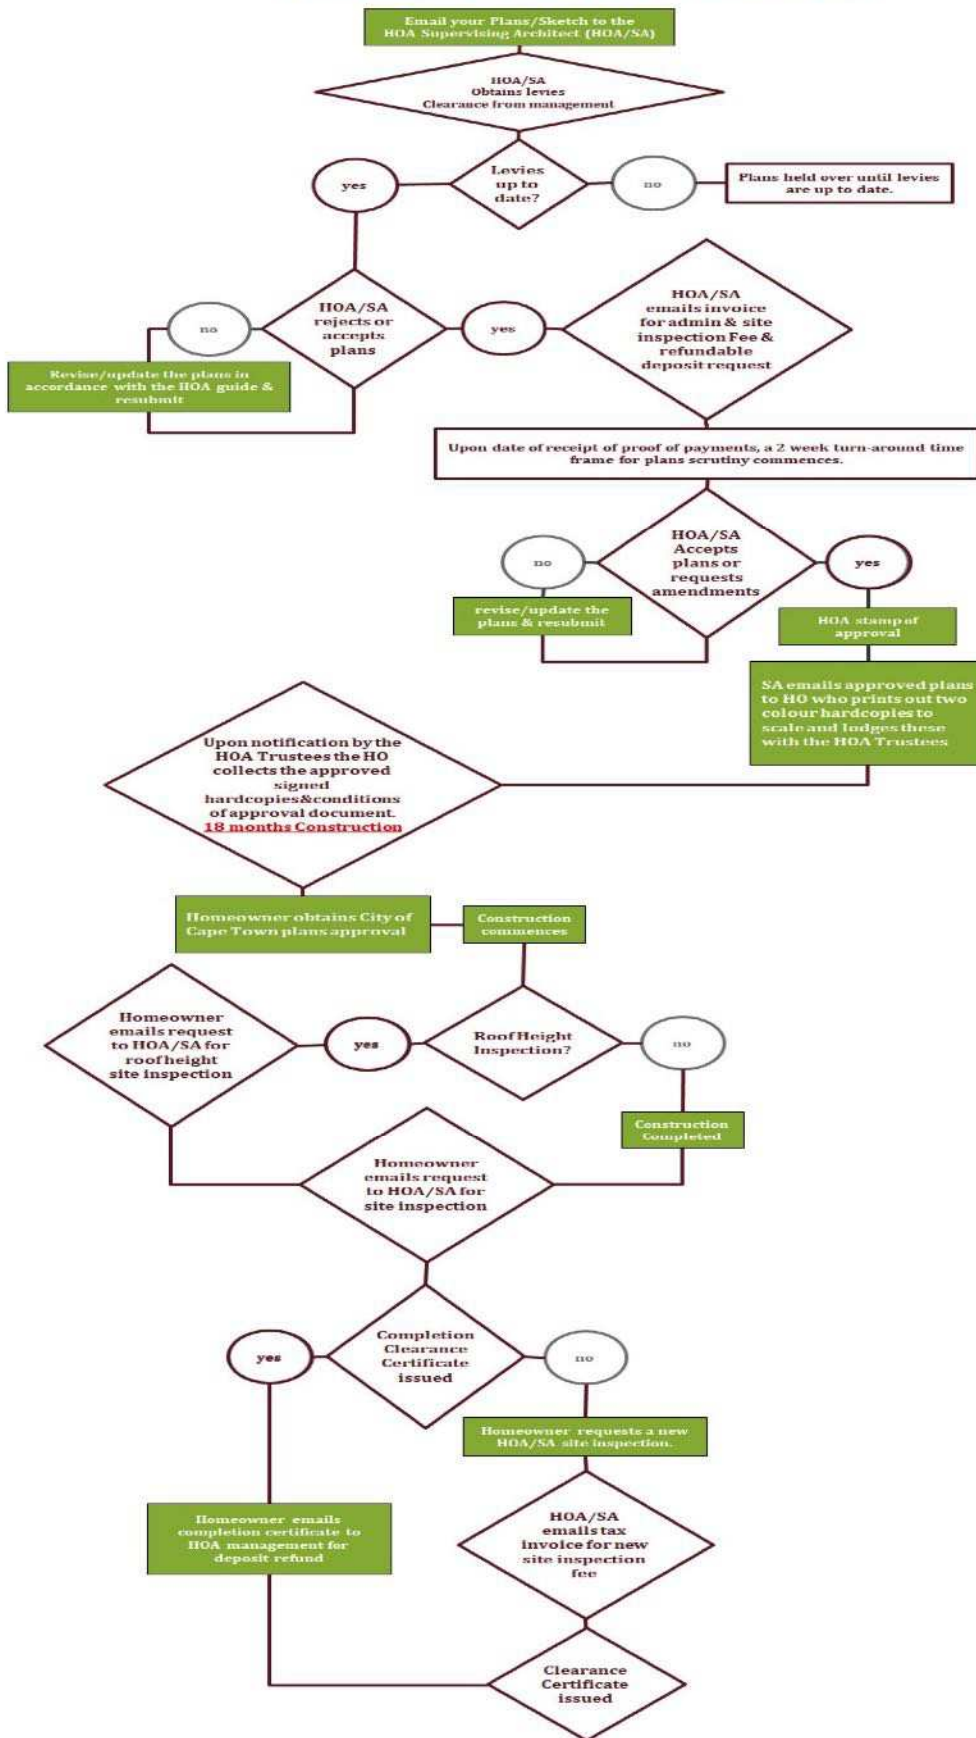 Email your Plans/Sketch to the
HOA Supervising Architect (HOA/SA)
HOA/SA
Obtains levies
Clearance from management
Levies
up to
date?
yes
no
Plans held over until levies
are up to date.
HOA/SA
rejects or
accepts
plans
no
yes
HOA/SA
emails invoice
for admin & site
inspection Fee &
refundable
deposit request
Revise/update the plans in
accordance with the HOA guide &
resubmit
Upon date of receipt of proof of payments, a 2 week turn-around time
frame for plans scrutiny commences.
HOA/SA
Accepts
plans or
requests
amendments
no
yes
revise/update the
plans & resubmit
HOA stamp of
approval
SA emails approved plans
to HO who prints out two
colour hardcopies to
scale and lodges these
with the HOA Trustees
Upon notification by the
HOA Trustees the HO
collects the approved
signed
hardcopies&conditions
of approval document.
18 months Construction
Homeowner obtains City of
Cape Town plans approval
Construction
commences
Homeowner
emails request
to HOA/SA for
roof height
site inspection
yes
Roof Height
Inspection?
no
Construction
Completed
Homeowner
emails request
to HOA/SA for
site inspection
Completion
Clearance
Certificate
issued
yes
no
Homeowner requests a new
HOA/SA site inspection.
Homeowner emails
completion certificate to
HOA management for
deposit refund
HOA/SA
emails tax
invoice for new
site inspection
fee
Clearance
Certificate
issued